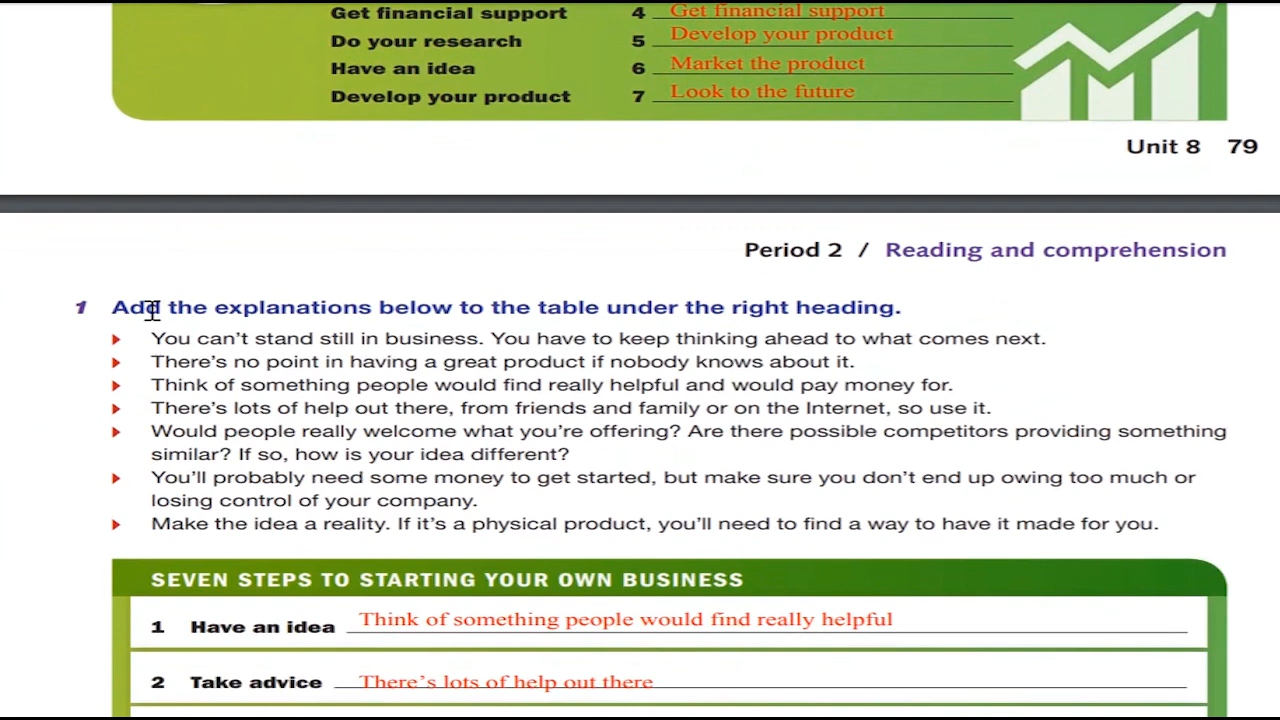 Get financial support 4 Get financial support
Do your research 5 Develop your product
Have an idea 6 Market the product
Develop your product 7 Look to the future
Unit 8 79
Period 2 / Reading and comprehension
1 Add the explanations below to the table under the right heading.
You can't stand still in business. You have to keep thinking ahead to what comes next.
There's no point in having a great product if nobody knows about it.
Think of something people would find really helpful and would pay money for.
There's lots of help out there, from friends and family or on the Internet, so use it.
Would people really welcome what you're offering? Are there possible competitors providing something
similar? If so, how is your idea different?
You'll probably need some money to get started, but make sure you don't end up owing too much or
losing control of your company.
Make the idea a reality. If it's a physical product, you'll need to find a way to have it made for you.
SEVEN STEPS TO STARTING YOUR OWN BUSINESS
1 Have an idea Think of something people would find really helpful
2 Take advice There's lots of help out there